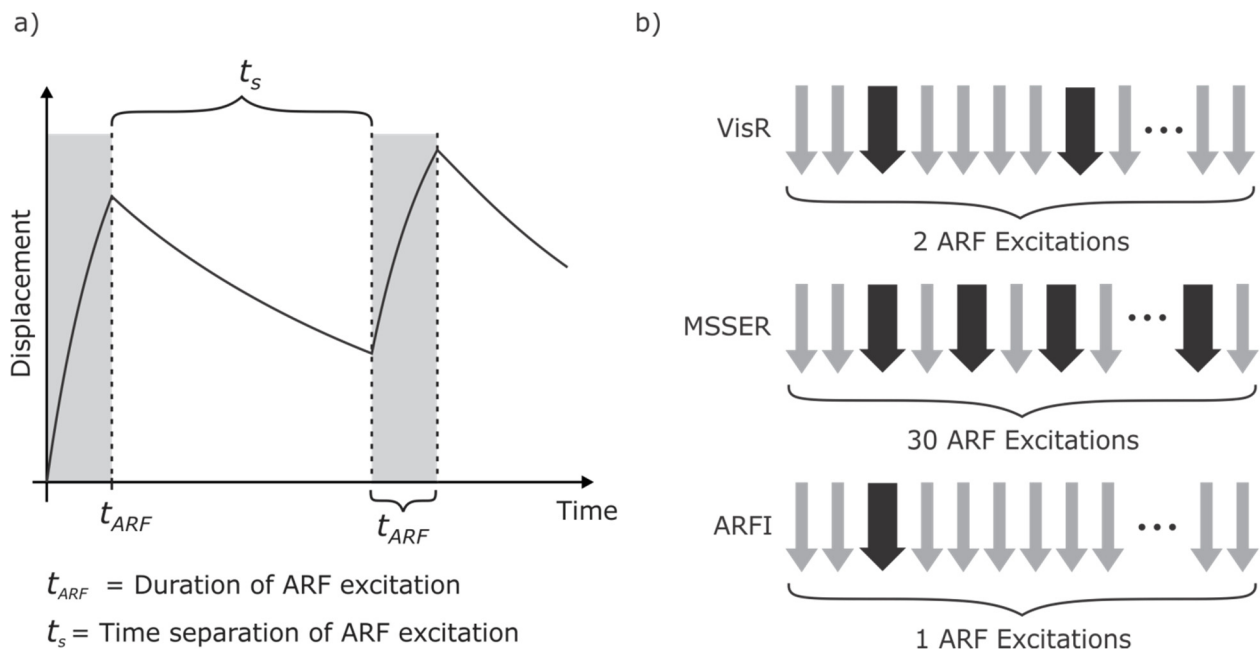 a)
t_s
Displacement
Time
t_ARF
t_ARF
t_ARF = Duration of ARF excitation
t_s = Time separation of ARF excitation
b)
VisR
2 ARF Excitations
MSSER
30 ARF Excitations
ARFI
1 ARF Excitations